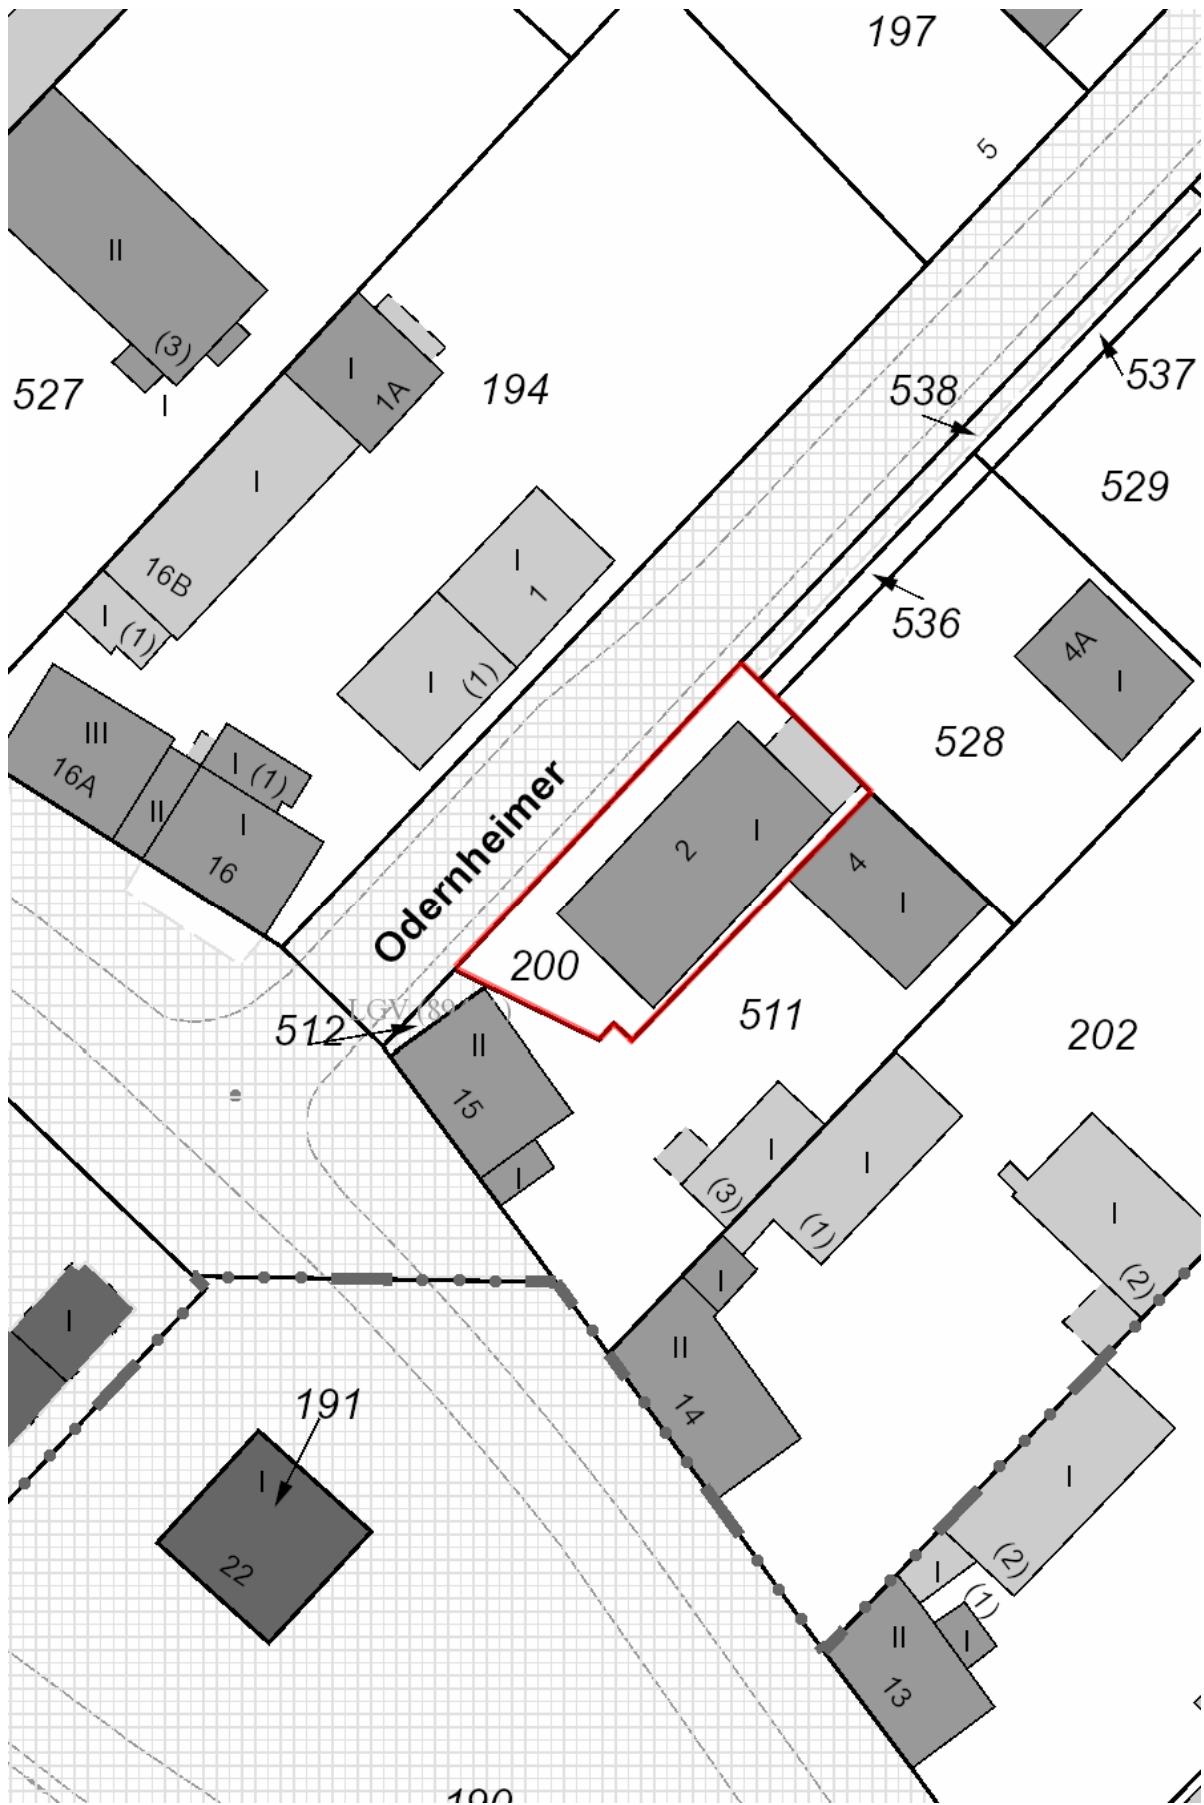 197
5
II
(3)
I
527
I
1A
194
538
537
I
16B
I (1)
529
I
1
I
(1)
536
4A
I
528
III
16A
II
I (1)
I
16
Odernheimer
2
I
4
I
200
512
511
202
II
15
I
I
(3)
I
(1)
I
(2)
I
II
14
I
191
I
22
I
(2)
I
(1)
II
I
13